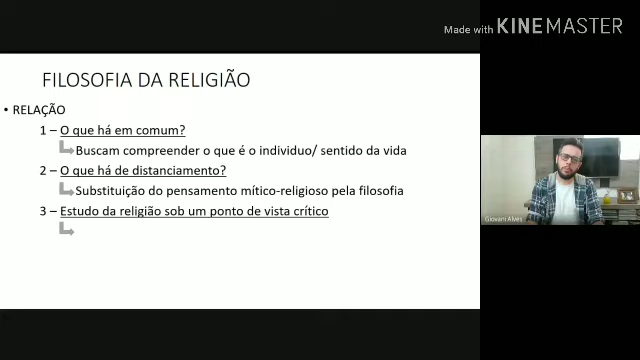 Made with KINEMASTER
FILOSOFIA DA RELIGIÃO
• RELAÇÃO
1 – O que há em comum?
Buscam compreender o que é o individuo/ sentido da vida
2 – O que há de distanciamento?
Substituição do pensamento mítico-religioso pela filosofia
3 – Estudo da religião sob um ponto de vista crítico
Giovani Alves